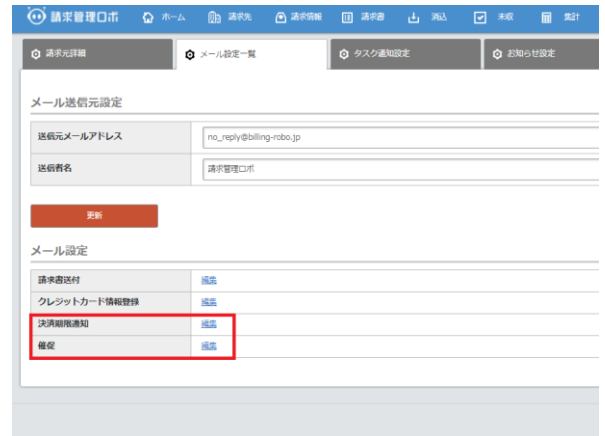 請求管理ロボ ホーム 請求先 請求情報 請求書 消込 未収 集計
請求元詳細 メール設定一覧 タスク通知設定 お知らせ設定
メール送信元設定
送信元メールアドレス no_reply@billing-robo.jp
送信者名 請求管理ロボ
更新
メール設定
請求書送付 編集
クレジットカード情報登録 編集
決済期限通知 編集
催促 編集